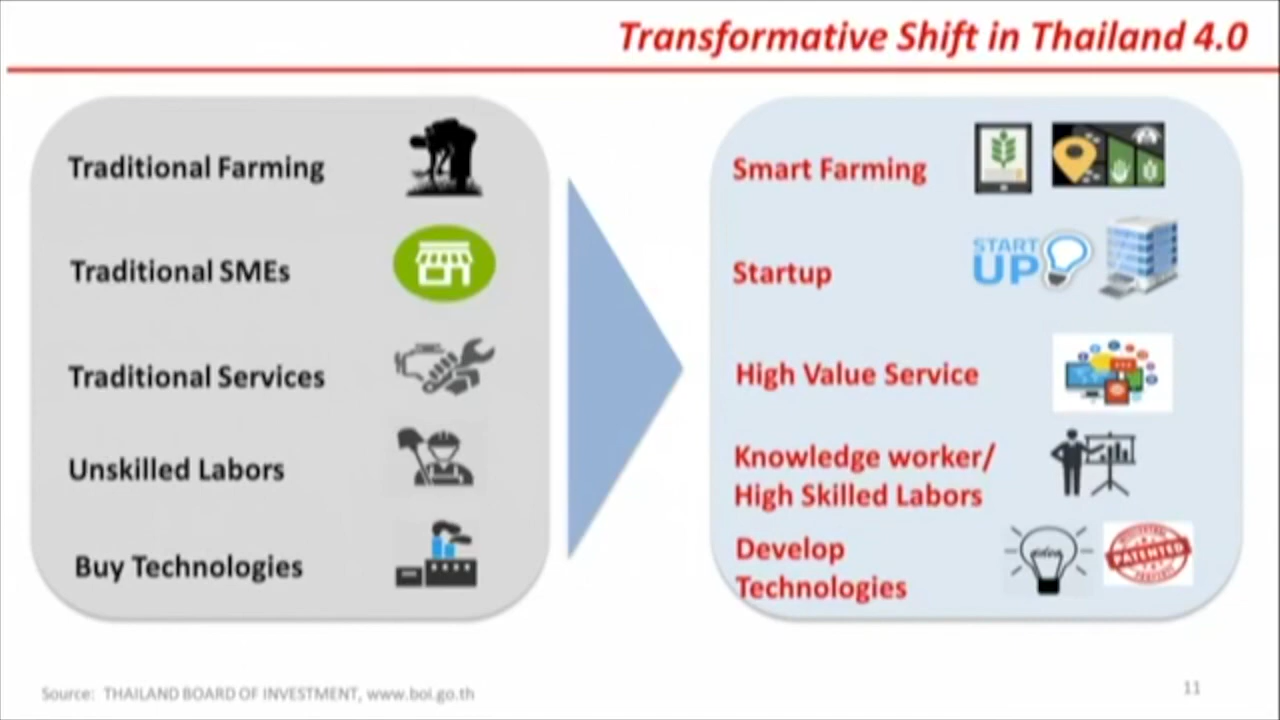 Transformative Shift in Thailand 4.0
Traditional Farming
Traditional SMEs
Traditional Services
Unskilled Labors
Buy Technologies
Smart Farming
START
UP
Startup
High Value Service
Knowledge worker/
High Skilled Labors
Develop
Technologies
idea
PATENTED
Source: THAILAND BOARD OF INVESTMENT, www.boi.go.th
11